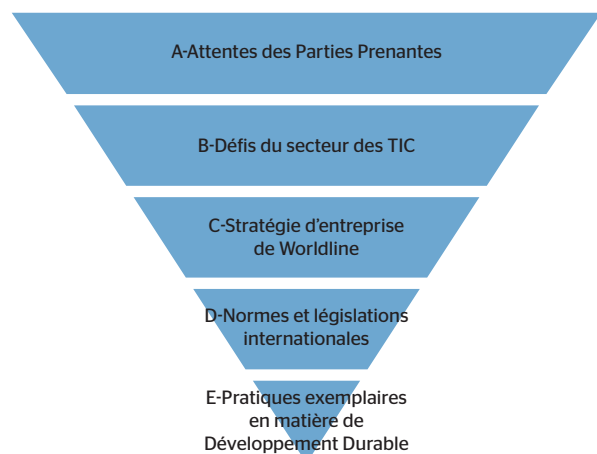 A-Attentes des Parties Prenantes
B-Défis du secteur des TIC
C-Stratégie d'entreprise
de Worldline
D-Normes et législations
internationales
E-Pratiques exemplaires
en matière de
Développement Durable